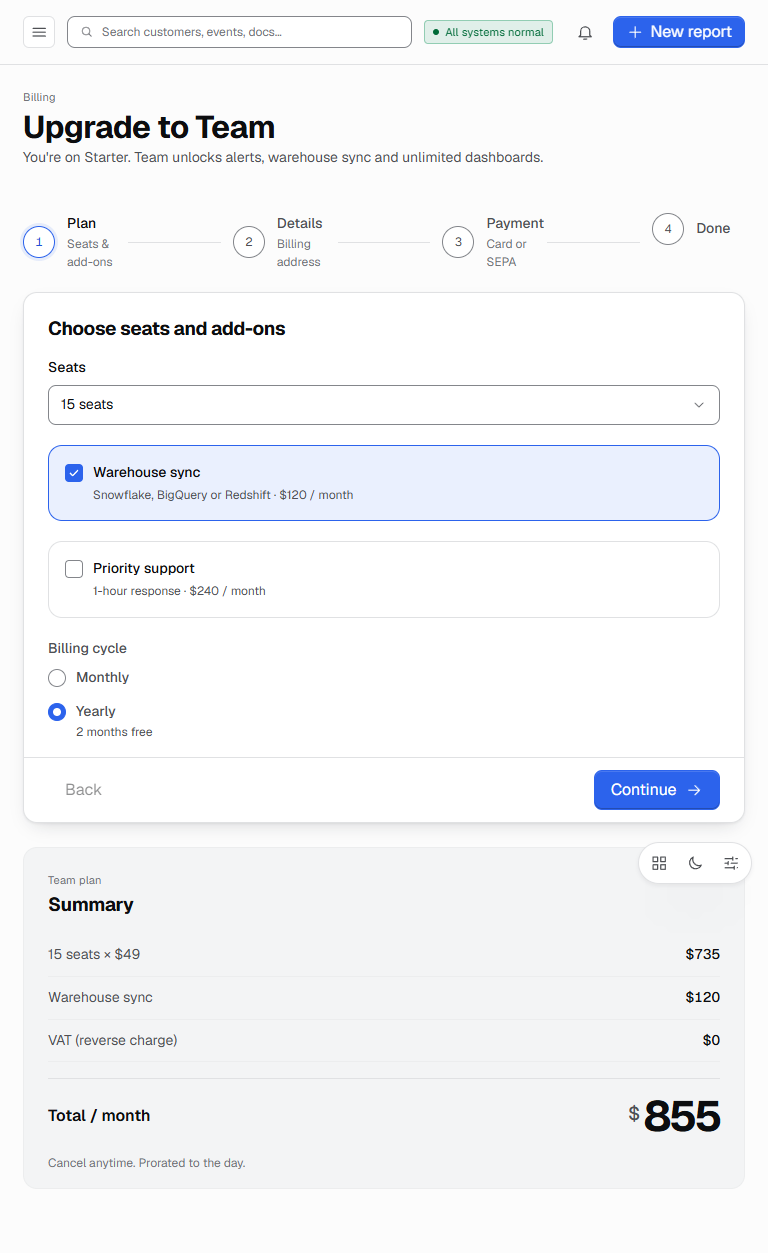 Search customers, events, docs...
All systems normal
New report
Billing
Upgrade to Team
You're on Starter. Team unlocks alerts, warehouse sync and unlimited dashboards.
1
Plan
Seats &
add-ons
2
Details
Billing
address
3
Payment
Card or
SEPA
4
Done
Choose seats and add-ons
Seats
15 seats
Warehouse sync
Snowflake, BigQuery or Redshift · $120 / month
Priority support
1-hour response · $240 / month
Billing cycle
Monthly
Yearly
2 months free
Back
Continue
Team plan
Summary
15 seats × $49
$735
Warehouse sync
$120
VAT (reverse charge)
$0
Total / month
$855
Cancel anytime. Prorated to the day.